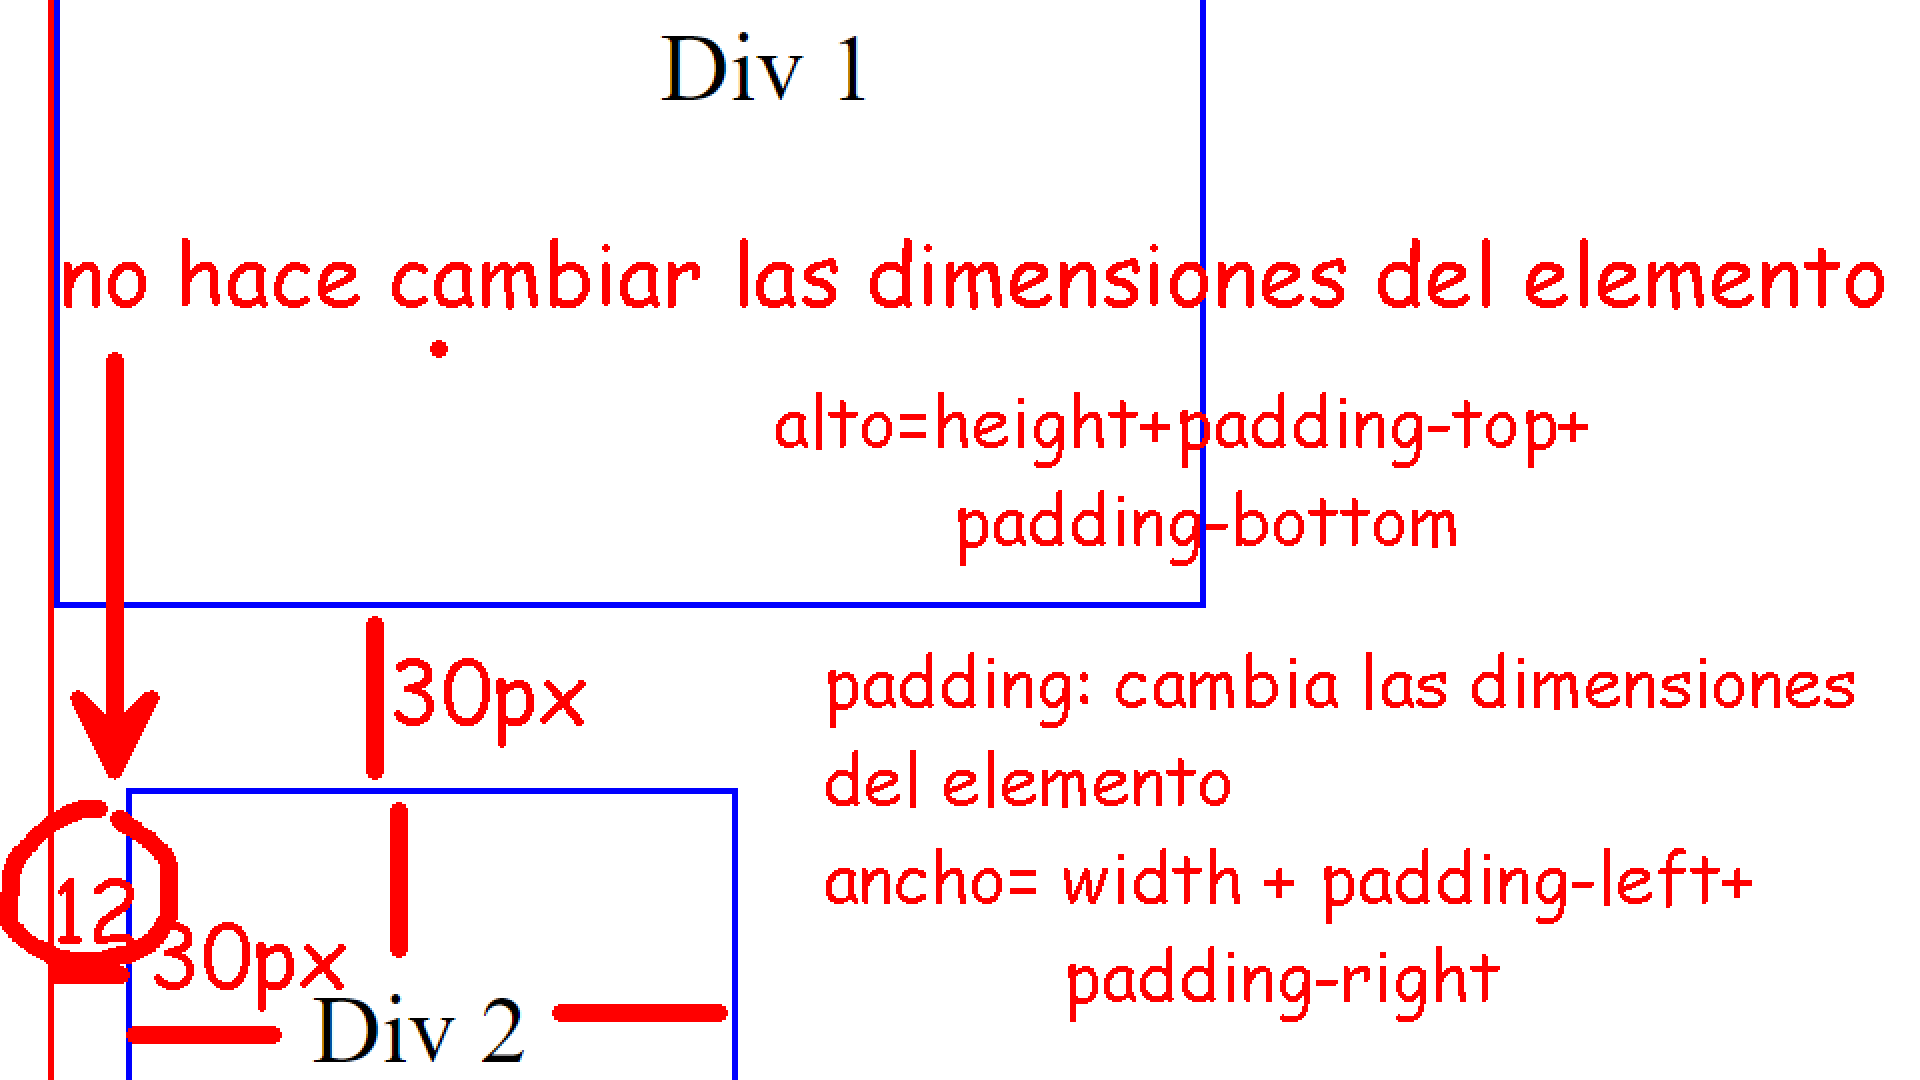 Div 1
no hace cambiar las dimensiones del elemento
alto=height+padding-top+
padding-bottom
30px
padding: cambia las dimensiones
del elemento
ancho= width + padding-left+
padding-right
12
30px
Div 2